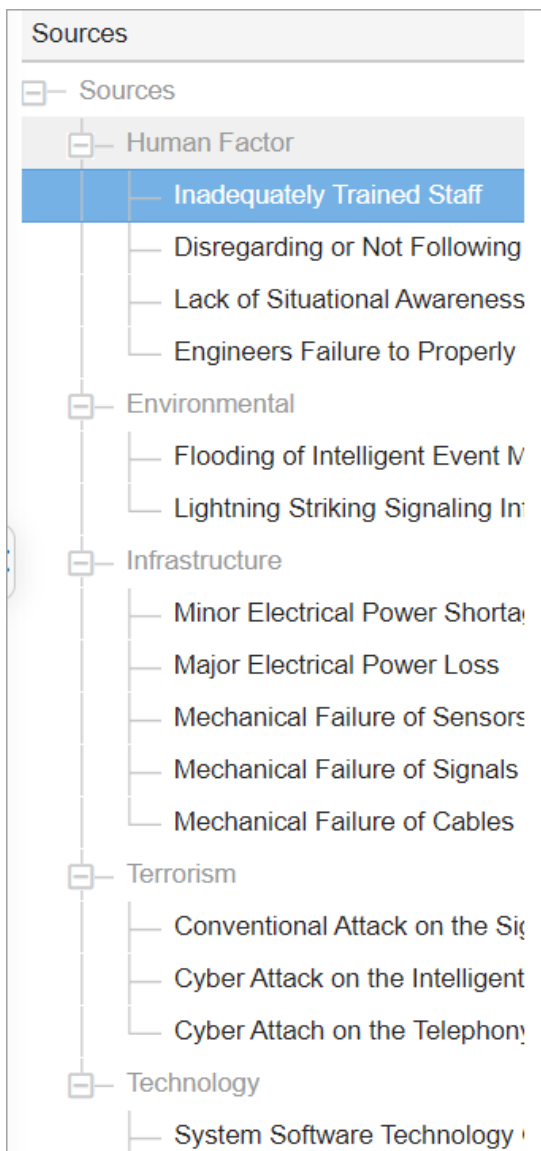 Sources
Sources
Human Factor
Inadequately Trained Staff
Disregarding or Not Following
Lack of Situational Awareness
Engineers Failure to Properly
Environmental
Flooding of Intelligent Event
Lightning Striking Signaling
Infrastructure
Minor Electrical Power
Major Electrical Power Loss
Mechanical Failure of Sensors
Mechanical Failure of Signals
Mechanical Failure of Cables
Terrorism
Conventional Attack on the
Cyber Attack on the Intelligent
Cyber Attach on the Telephony
Technology
System Software Technology